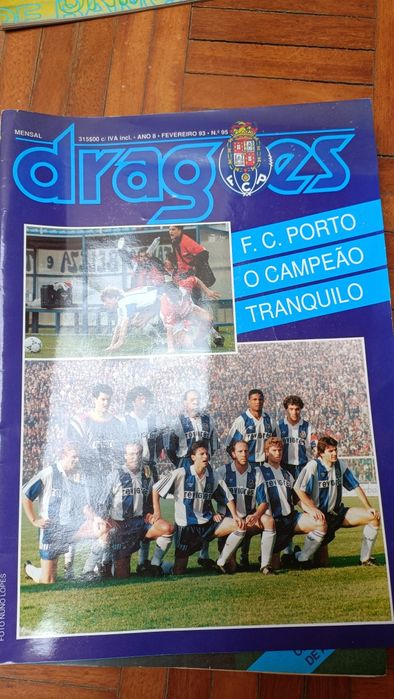 MENSAL
315$00 c/ IVA incl. • ANO 8 • FEVEREIRO 93 • N.º 95
dragões
F. C. PORTO
O CAMPEÃO
TRANQUILO
FOTO NUNO LOPES